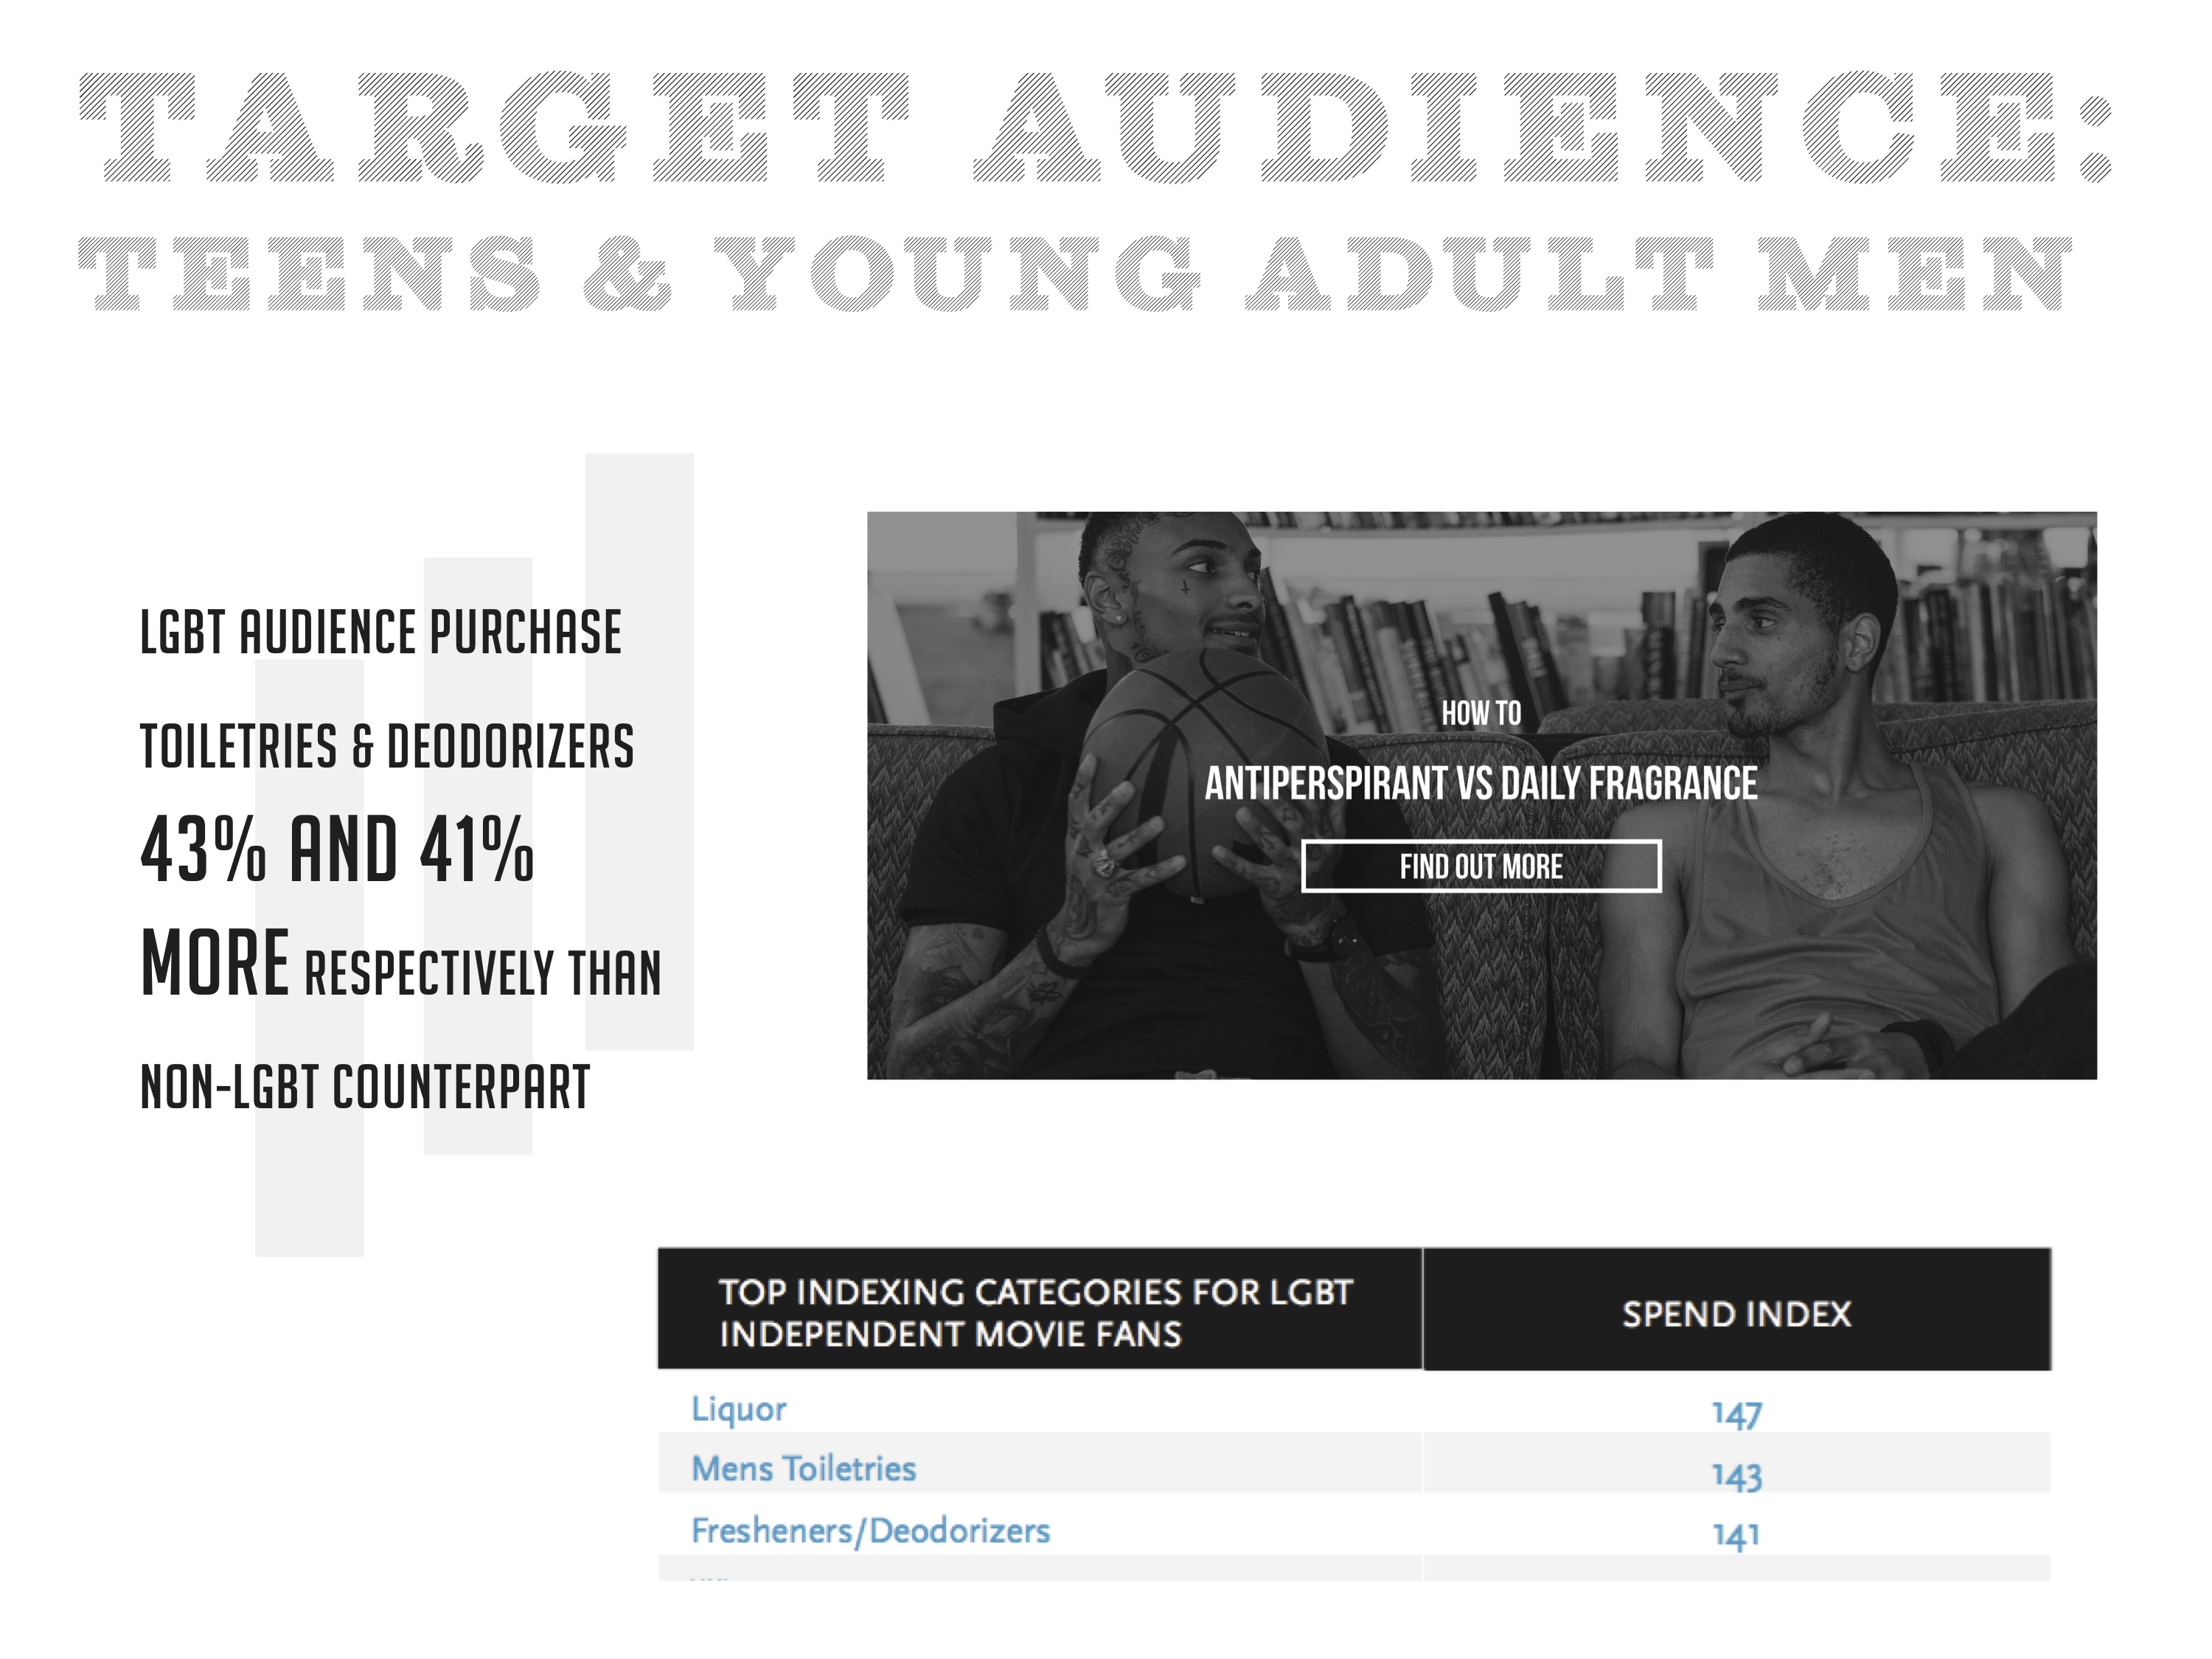 TARGET AUDIENCE:
TEENS & YOUNG ADULT MEN
LGBT AUDIENCE PURCHASE
TOILETRIES & DEODORIZERS
43% AND 41%
MORE RESPECTIVELY THAN
NON-LGBT COUNTERPART
HOW TO
ANTIPERSPIRANT VS DAILY FRAGRANCE
FIND OUT MORE
TOP INDEXING CATEGORIES FOR LGBT
INDEPENDENT MOVIE FANS
SPEND INDEX
Liquor 147
Mens Toiletries 143
Fresheners/Deodorizers 141